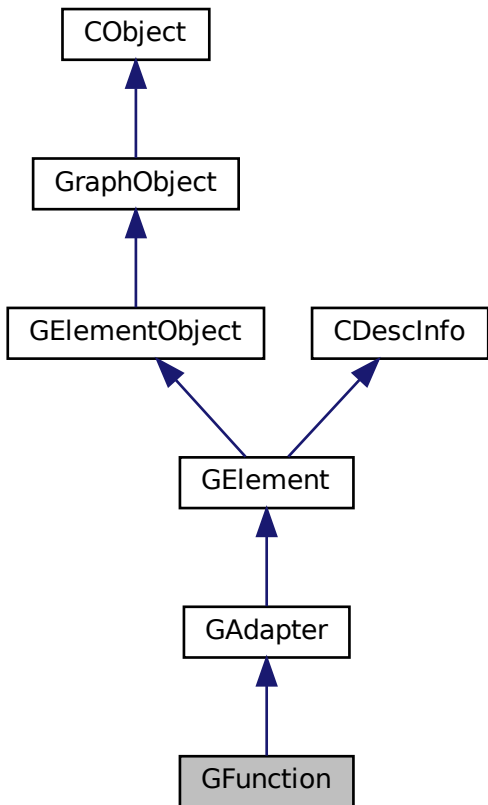 CObject
GraphObject
GElementObject
CDescInfo
GElement
GAdapter
GFunction